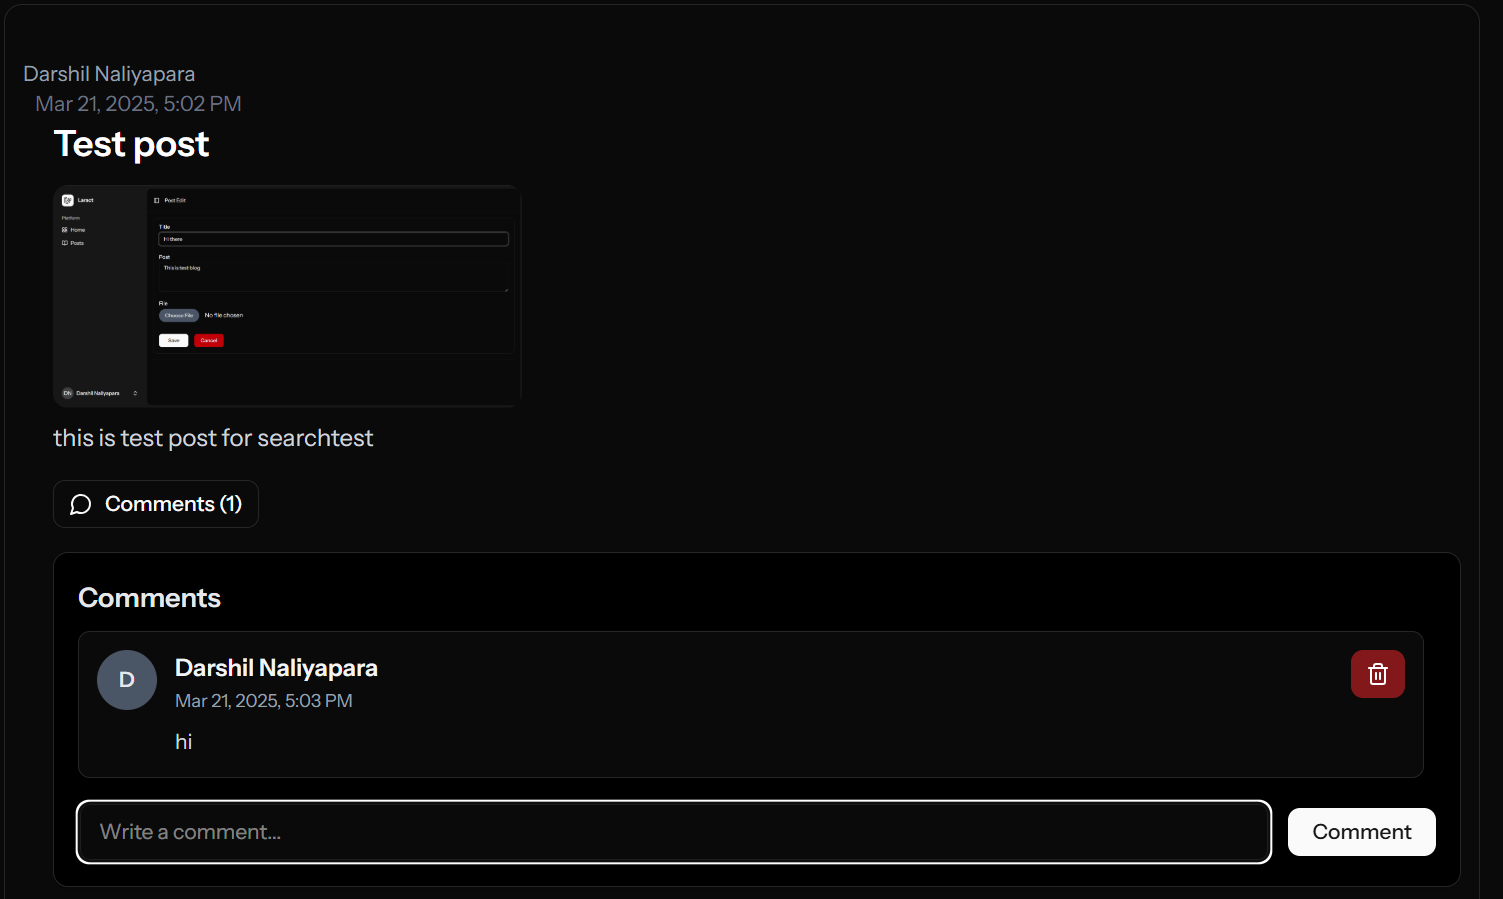 Darshil Naliyapara
Mar 21, 2025, 5:02 PM
Test post
Laract
Platform
Home
Posts
Post Edit
Title
Hi there
Post
This is test blog
File
Choose File No file chosen
Save Cancel
DN Darshil Naliyapara
this is test post for searchtest
Comments (1)
Comments
D
Darshil Naliyapara
Mar 21, 2025, 5:03 PM
hi
Write a comment...
Comment